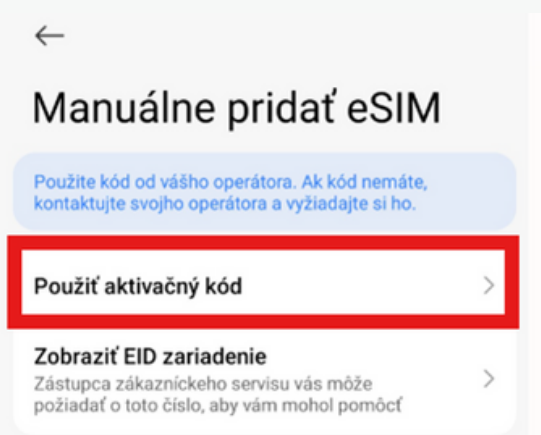 Manuálne pridať eSIM
Použite kód od vášho operátora. Ak kód nemáte,
kontaktujte svojho operátora a vyžiadajte si ho.
Použiť aktivačný kód
Zobraziť EID zariadenie
Zástupca zákazníckeho servisu vás môže
požiadať o toto číslo, aby vám mohol pomôcť